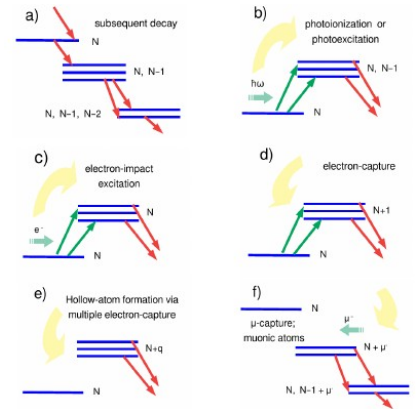 a)
subsequent decay
N
N, N-1
N, N-1, N-2
b)
photoionization or
photoexcitation
N, N-1
ħω
N
c)
electron-impact
excitation
N
e⁻
N
d)
electron-capture
N+1
N
e)
Hollow-atom formation via
multiple electron-capture
N+q
N
f)
N
μ-capture;
muonic atoms
μ⁻
N + μ⁻
N, N-1 + μ⁻